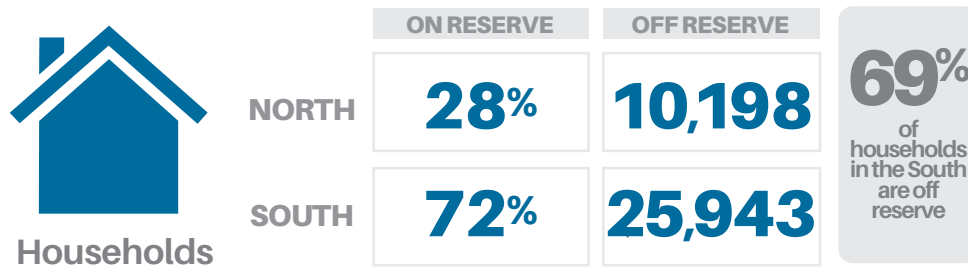 ON RESERVE OFF RESERVE
NORTH 28% 10,198
SOUTH 72% 25,943
Households
69%
of
households
in the South
are off
reserve